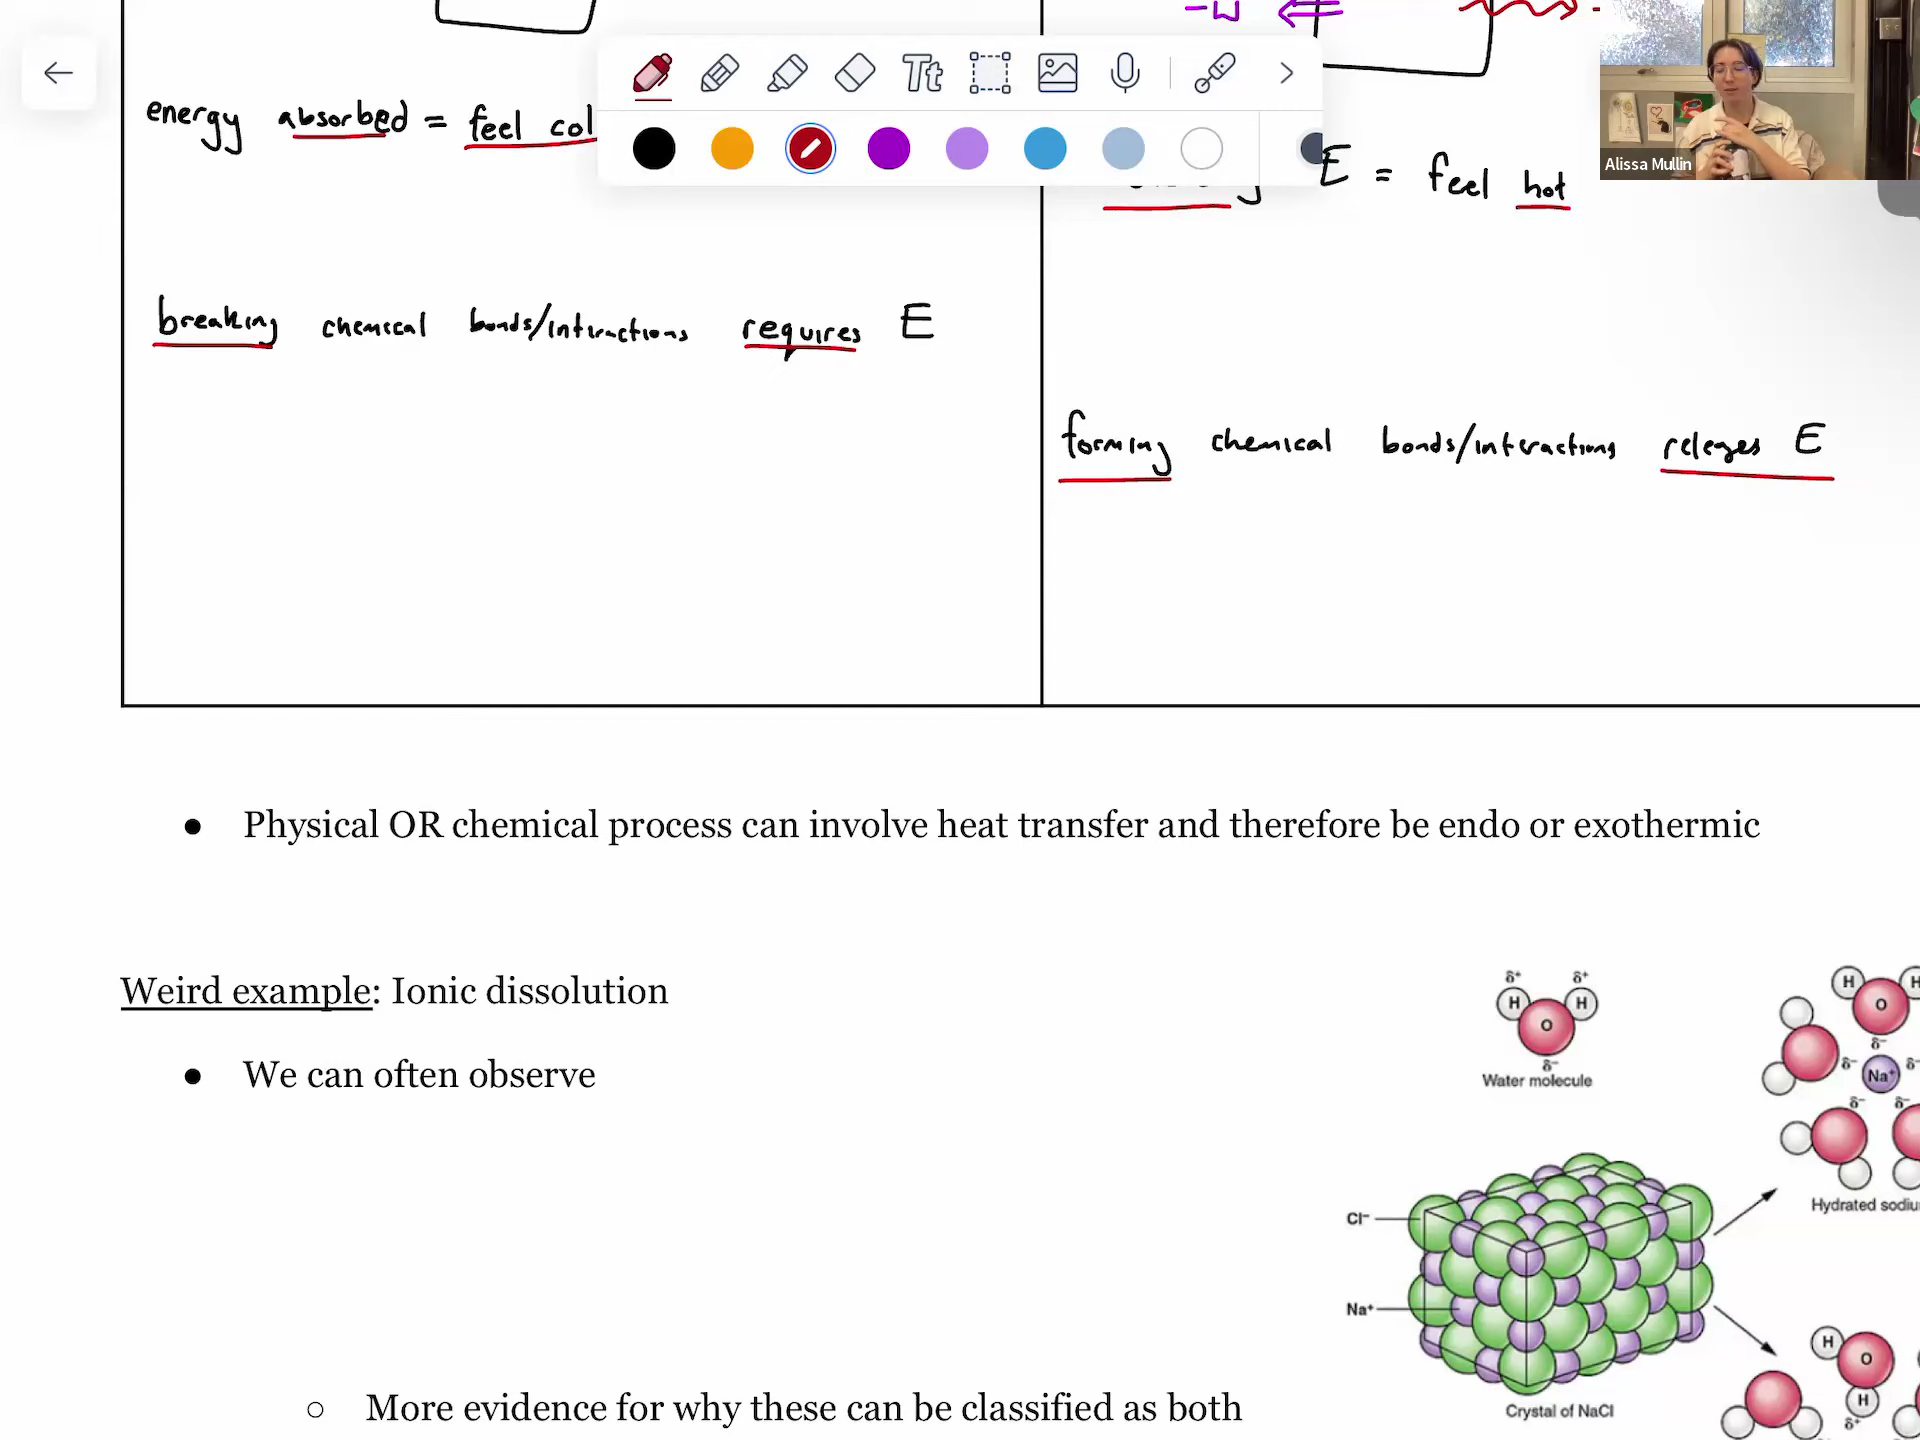 -W
energy absorbed = feel col
E = feel hot
Alissa Mullin
Tt
breaking chemical bonds/interactions requires E
forming chemical bonds/interactions releases E
● Physical OR chemical process can involve heat transfer and therefore be endo or exothermic
Weird example: Ionic dissolution
● We can often observe
○ More evidence for why these can be classified as both
δ+ δ+
H H
O
δ−
Water molecule
H H
O
δ−
δ− δ−
Na+
δ− δ−
Hydrated sodiu
Cl−
Na+
Crystal of NaCl
H
O
H
δ+